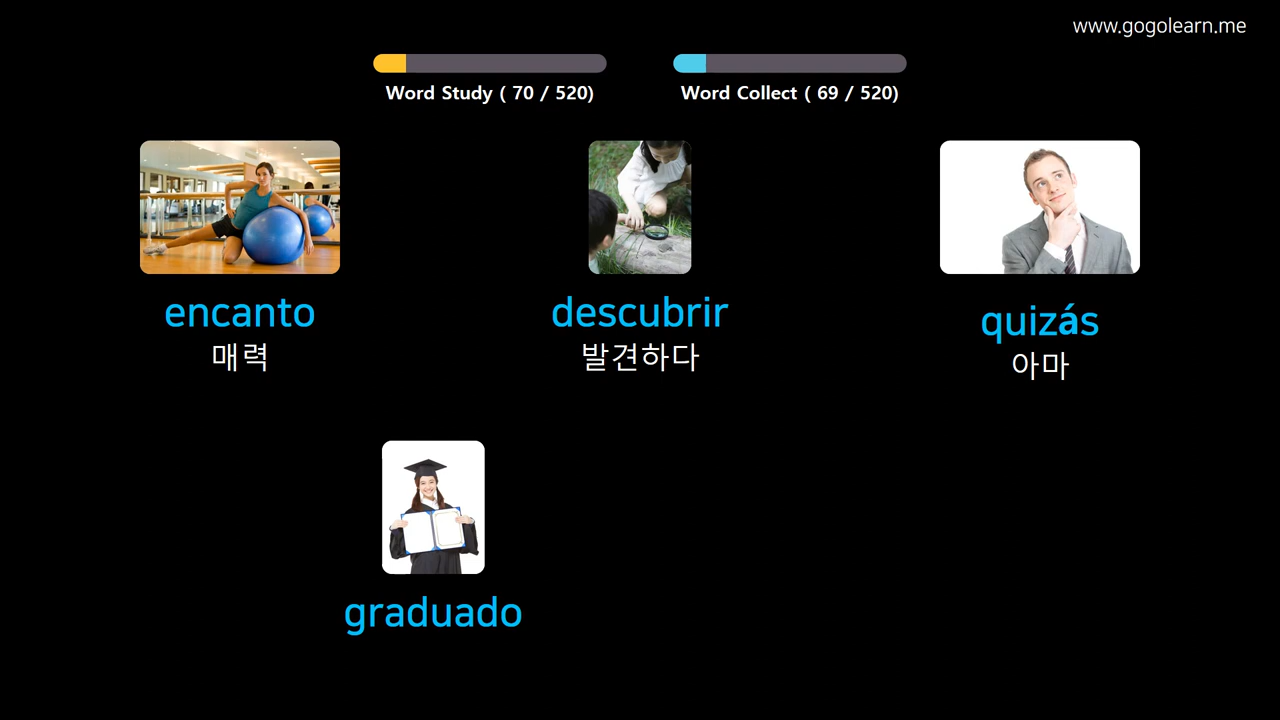 www.gogolearn.me
Word Study ( 70 / 520)
Word Collect ( 69 / 520)
encanto
매력
descubrir
발견하다
quizás
아마
graduado